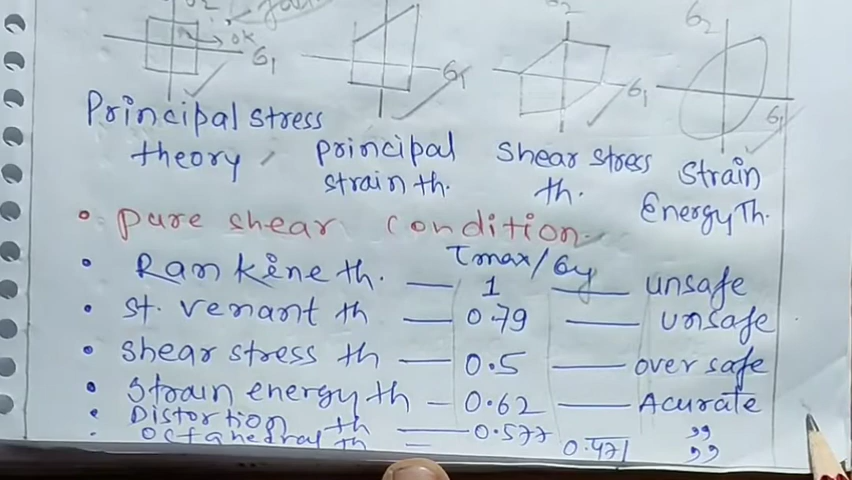 σ2
σ2
OK
σ1
σ1
σ1
σ1
Principal stress
theory
principal
strain th.
Shear stress
th.
Strain
Energy Th.
• Pure shear condition
τmax/σy
• Rankine th. — 1 — unsafe
• st. venant th — 0.79 — unsafe
• shear stress th — 0.5 — over safe
• strain energy th – 0.62 — Acurate
• Distortion th — 0.577 ,,
• octahedral th — 0.471 ,,